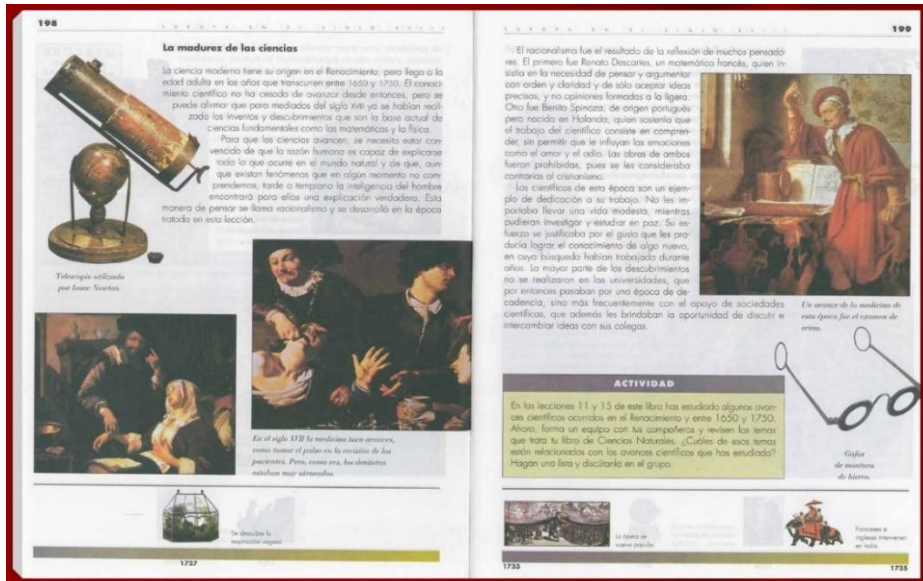 198
EUROPA EN EL SIGLO XVIII
La madurez de las ciencias
La ciencia moderna tiene su origen en el Renacimiento, pero llega a la
edad adulta en los años que transcurren entre 1650 y 1750. El conoci-
miento científico no ha cesado de avanzar desde entonces, pero se
puede afirmar que para mediados del siglo XVIII ya se habían reali-
zado los inventos y descubrimientos que son la base actual de
ciencias fundamentales como las matemáticas y la física.
Para que las ciencias avancen, se necesita estar con-
vencido de que la razón humana es capaz de explicarse
todo lo que ocurre en el mundo natural y de que, aun-
que existan fenómenos que en algún momento no com-
prendemos, tarde o temprano la inteligencia del hombre
encontrará para ellos una explicación verdadera. Esta
manera de pensar se llama racionalismo y se desarrolló en la época
tratada en esta lección.
Telescopio utilizado
por Isaac Newton.
En el siglo XVII la medicina tuvo avances,
como tomar el pulso en la revisión de los
pacientes. Pero, como ves, los dentistas
estaban muy atrasados.
Se descubre la
respiración vegetal.
1727
EUROPA EN EL SIGLO XVIII
199
El racionalismo fue el resultado de la reflexión de muchos pensado-
res. El primero fue Renato Descartes, un matemático francés, quien in-
sistía en la necesidad de pensar y argumentar
con orden y claridad y de sólo aceptar ideas
precisas, y no opiniones formadas a la ligera.
Otro fue Benito Spinoza, de origen portugués
pero nacido en Holanda, quien sostenía que
el trabajo del científico consiste en compren-
der, sin permitir que le influyan las emociones
como el amor y el odio. Las obras de ambos
fueron prohibidas, pues se les consideraba
contrarias al cristianismo.
Los científicos de esta época son un ejem-
plo de dedicación a su trabajo. No les im-
portaba llevar una vida modesta, mientras
pudieran investigar y estudiar en paz. Su es-
fuerzo se justificaba por el gusto que les pro-
ducía lograr el conocimiento de algo nuevo,
en cuya búsqueda habían trabajado durante
años. La mayor parte de los descubrimientos
no se realizaron en las universidades, que
por entonces pasaban por una época de de-
cadencia, sino más frecuentemente con el apoyo de sociedades
científicas, que además les brindaban la oportunidad de discutir e
intercambiar ideas con sus colegas.
Un avance de la medicina de
esta época fue el examen de
orina.
ACTIVIDAD
En las lecciones 11 y 15 de este libro has estudiado algunos avan-
ces científicos ocurridos en el Renacimiento y entre 1650 y 1750.
Ahora, forma un equipo con tus compañeros y revisen los temas
que trata tu libro de Ciencias Naturales. ¿Cuáles de esos temas
están relacionados con los avances científicos que has estudiado?
Hagan una lista y discútanla en el grupo.
Gafas
de montura
de hierro.
La ópera se
vuelve popular.
Franceses e
ingleses intervienen
en India.
1733
1735